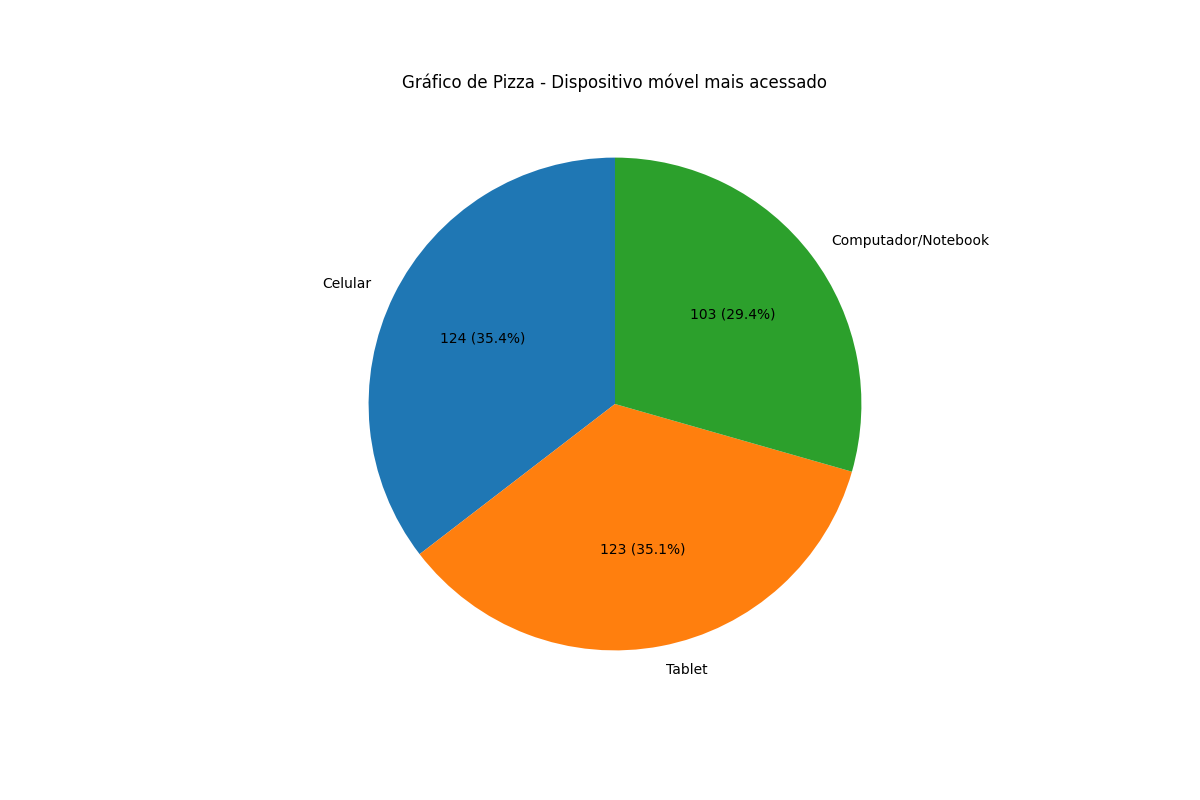 Gráfico de Pizza - Dispositivo móvel mais acessado
Computador/Notebook
Celular
103 (29.4%)
124 (35.4%)
123 (35.1%)
Tablet